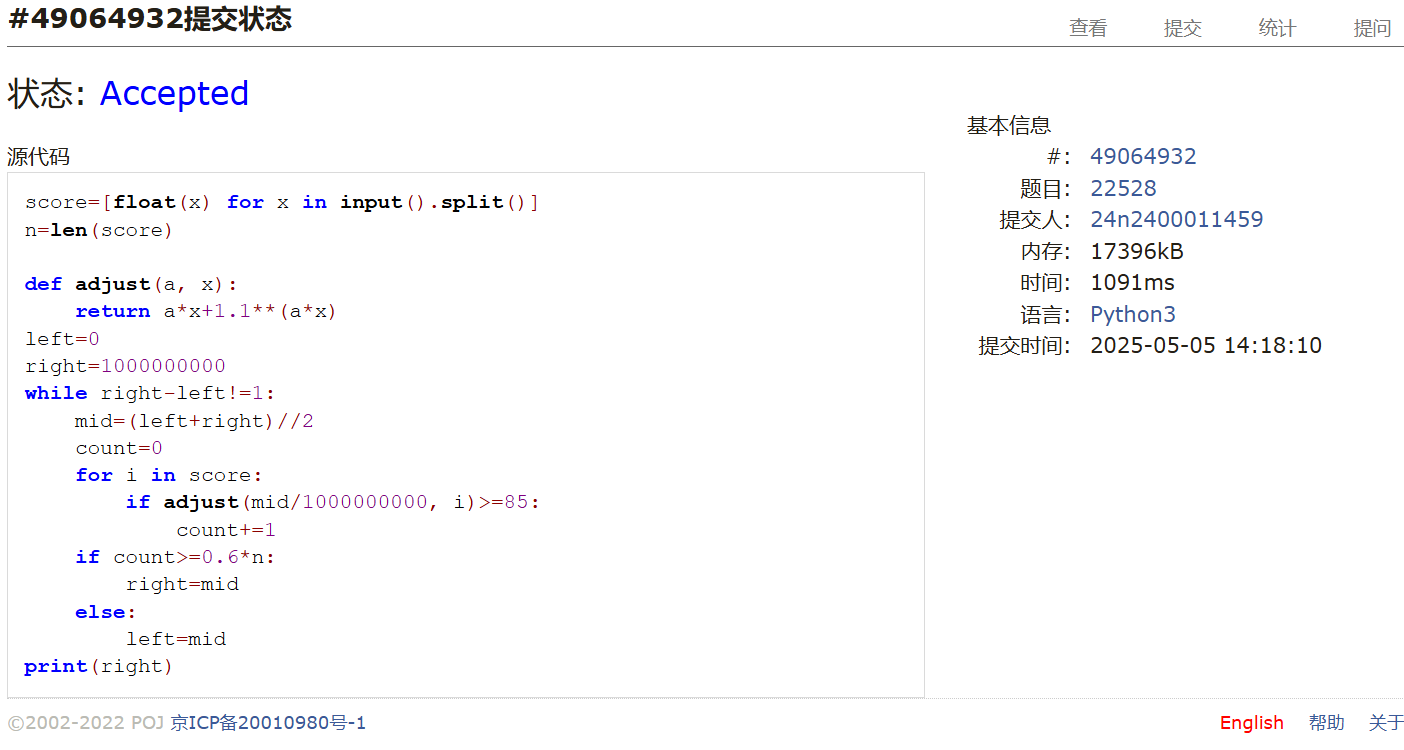 #49064932提交状态
查看 提交 统计 提问
状态: Accepted
源代码
score=[float(x) for x in input().split()]
n=len(score)

def adjust(a, x):
    return a*x+1.1**(a*x)
left=0
right=1000000000
while right-left!=1:
    mid=(left+right)//2
    count=0
    for i in score:
        if adjust(mid/1000000000, i)>=85:
            count+=1
    if count>=0.6*n:
        right=mid
    else:
        left=mid
print(right)
基本信息
#: 49064932
题目: 22528
提交人: 24n2400011459
内存: 17396kB
时间: 1091ms
语言: Python3
提交时间: 2025-05-05 14:18:10
©2002-2022 POJ 京ICP备20010980号-1
English 帮助 关于